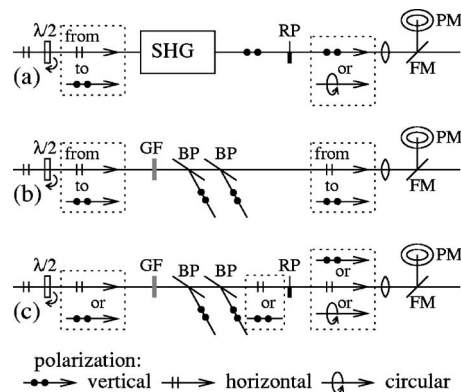 λ/2 from to SHG RP or PM FM
(a)
λ/2 from to GF BP BP from to PM FM
(b)
λ/2 or GF BP BP or RP or or PM FM
(c)
polarization:
vertical horizontal circular